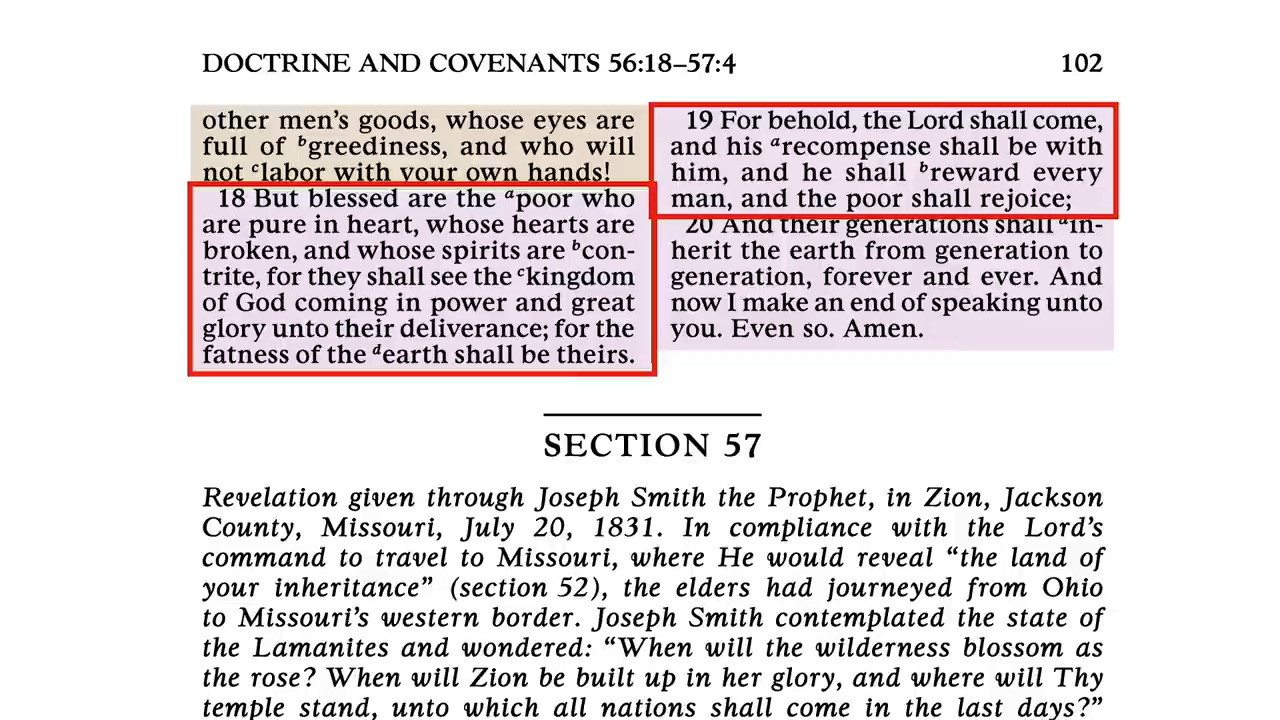 DOCTRINE AND COVENANTS 56:18–57:4 102
other men's goods, whose eyes are
full of bgreediness, and who will
not clabor with your own hands!
18 But blessed are the apoor who
are pure in heart, whose hearts are
broken, and whose spirits are bcon-
trite, for they shall see the ckingdom
of God coming in power and great
glory unto their deliverance; for the
fatness of the dearth shall be theirs.
19 For behold, the Lord shall come,
and his arecompense shall be with
him, and he shall breward every
man, and the poor shall rejoice;
20 And their generations shall ain-
herit the earth from generation to
generation, forever and ever. And
now I make an end of speaking unto
you. Even so. Amen.
SECTION 57
Revelation given through Joseph Smith the Prophet, in Zion, Jackson
County, Missouri, July 20, 1831. In compliance with the Lord's
command to travel to Missouri, where He would reveal “the land of
your inheritance” (section 52), the elders had journeyed from Ohio
to Missouri's western border. Joseph Smith contemplated the state of
the Lamanites and wondered: “When will the wilderness blossom as
the rose? When will Zion be built up in her glory, and where will Thy
temple stand, unto which all nations shall come in the last days?”